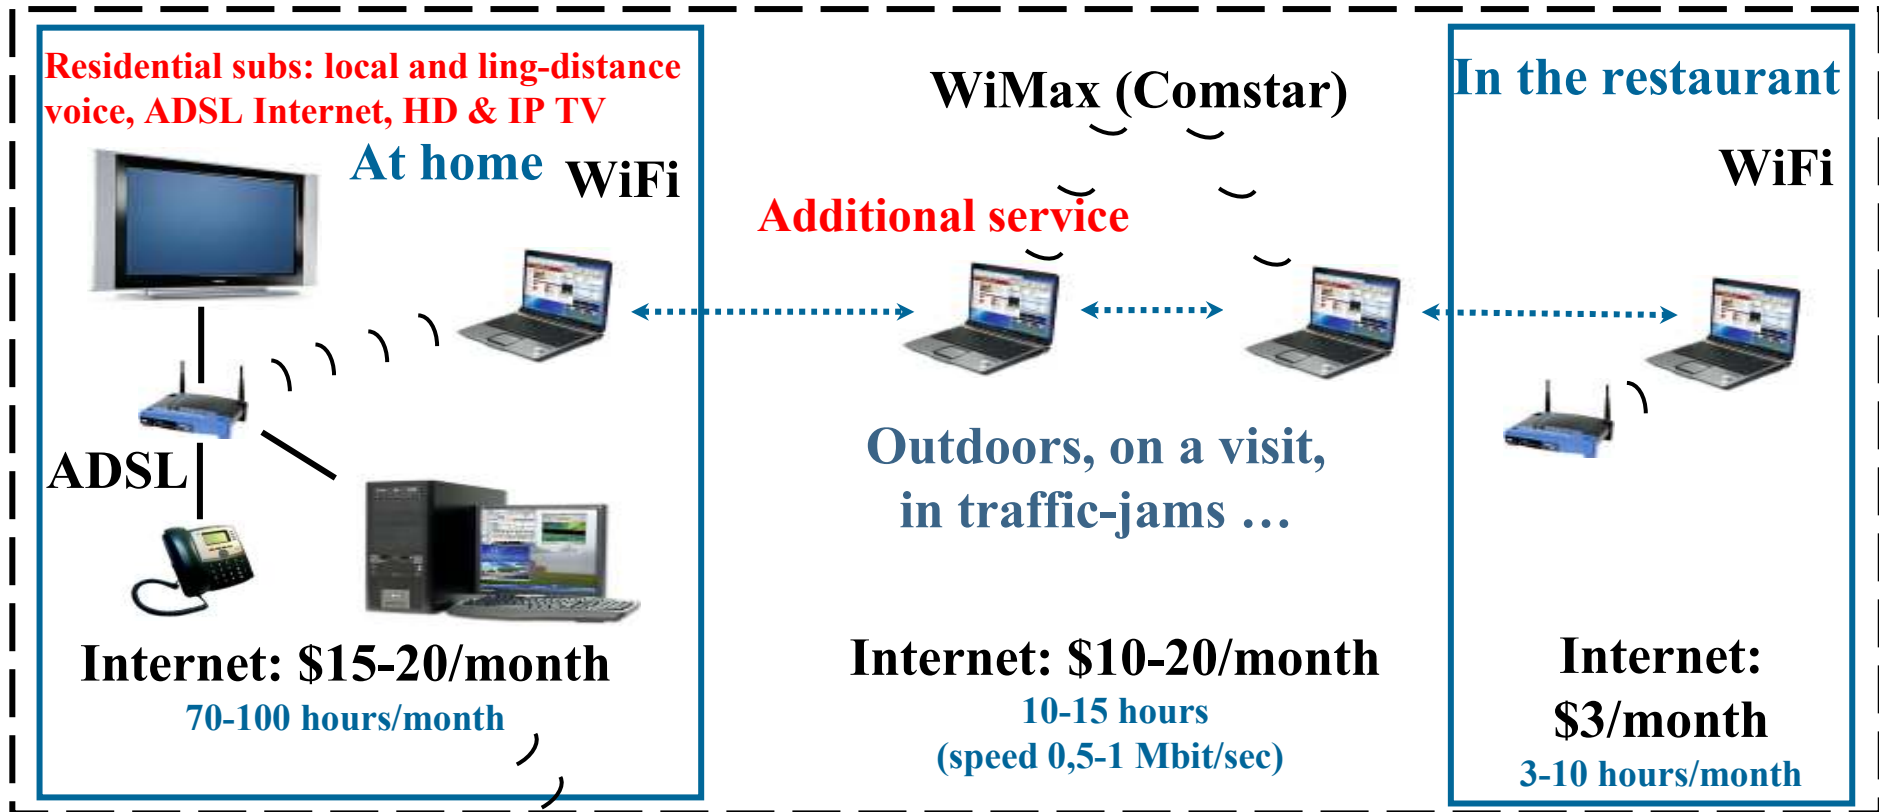 Residential subs: local and ling-distance
voice, ADSL Internet, HD & IP TV
At home
WiFi
ADSL
Internet: $15-20/month
70-100 hours/month
WiMax (Comstar)
Additional service
Outdoors, on a visit,
in traffic-jams …
Internet: $10-20/month
10-15 hours
(speed 0,5-1 Mbit/sec)
In the restaurant
WiFi
Internet:
$3/month
3-10 hours/month